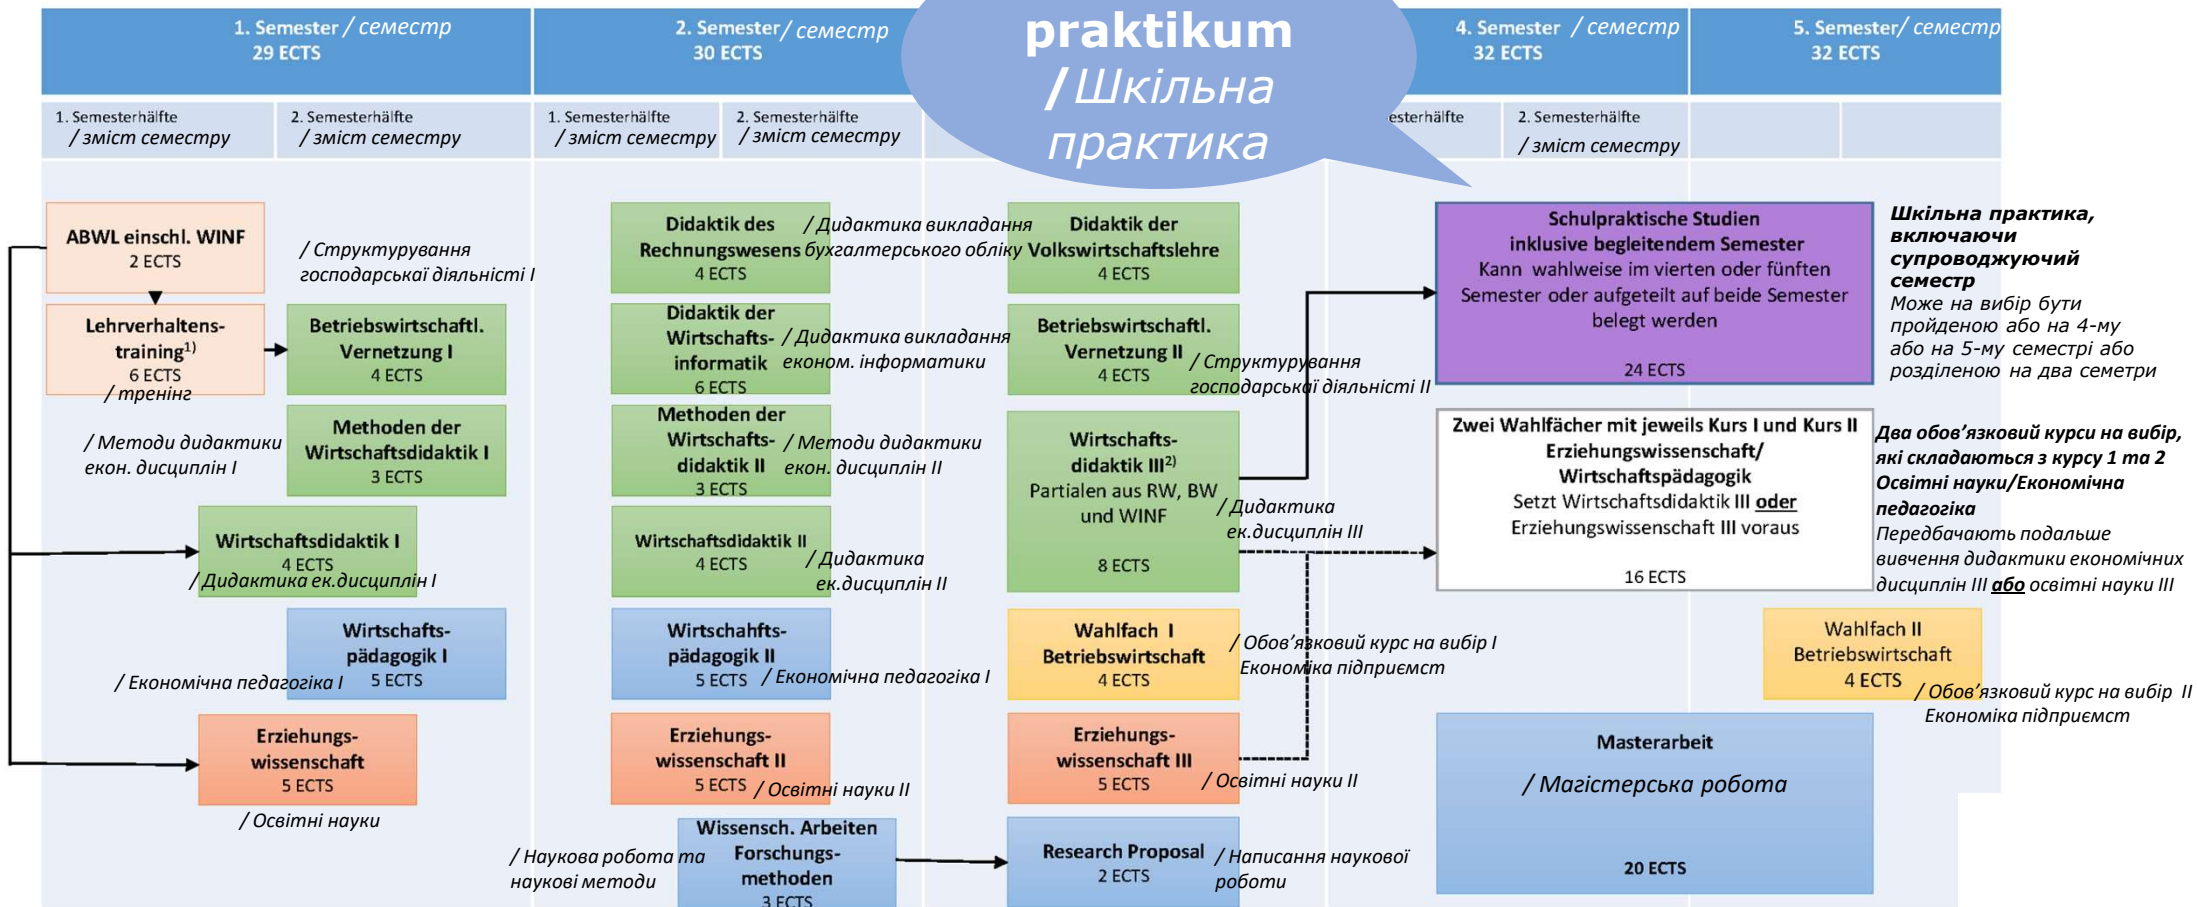 1. Semester / семестр
29 ECTS
2. Semester / семестр
30 ECTS
praktikum
/ Шкільна
практика
4. Semester / семестр
32 ECTS
5. Semester / семестр
32 ECTS
1. Semesterhälfte
/ зміст семестру
2. Semesterhälfte
/ зміст семестру
1. Semesterhälfte
/ зміст семестру
2. Semesterhälfte
/ зміст семестру
esterhälfte
2. Semesterhälfte
/ зміст семестру
ABWL einschl. WINF
2 ECTS
/ Структурування
господарськаї діяльністі I
Didaktik des
Rechnungswesens
4 ECTS
/ Дидактика викладання
бухгалтерського обліку
Didaktik der
Volkswirtschaftslehre
4 ECTS
Schulpraktische Studien
inklusive begleitendem Semester
Kann wahlweise im vierten oder fünften
Semester oder aufgeteilt auf beide Semester
belegt werden
24 ECTS
Шкільна практика,
включаючи
супроводжуючий
семестр
Може на вибір бути
пройденою або на 4-му
або на 5-му семестрі або
розділеною на два семетри
Lehrverhaltens-
training1)
6 ECTS
/ тренінг
Betriebswirtschaftl.
Vernetzung I
4 ECTS
Didaktik der
Wirtschafts-
informatik
6 ECTS
/ Дидактика викладання
економ. інформатики
Betriebswirtschaftl.
Vernetzung II
4 ECTS
/ Структурування
господарськаї діяльністі II
/ Методи дидактики
екон. дисциплін I
Methoden der
Wirtschaftsdidaktik I
3 ECTS
Methoden der
Wirtschafts-
didaktik II
3 ECTS
/ Методи дидактики
екон. дисциплін II
Wirtschafts-
didaktik III2)
Partialen aus RW, BW
und WINF
8 ECTS
/ Дидактика
ек.дисциплін III
Zwei Wahlfächer mit jeweils Kurs I und Kurs II
Erziehungswissenschaft/
Wirtschaftspädagogik
Setzt Wirtschaftsdidaktik III oder
Erziehungswissenschaft III voraus
16 ECTS
Два обов’язковий курси на вибір,
які складаються з курсу 1 та 2
Освітні науки/Економічна
педагогіка
Передбачають подальше
вивчення дидактики економічних
дисциплін III або освітні науки III
Wirtschaftsdidaktik I
4 ECTS
/ Дидактика ек.дисциплін I
Wirtschaftsdidaktik II
4 ECTS
/ Дидактика
ек.дисциплін II
Wirtschafts-
pädagogik I
5 ECTS
/ Економічна педагогіка I
Wirtschahfts-
pädagogik II
5 ECTS
/ Економічна педагогіка I
Wahlfach I
Betriebswirtschaft
4 ECTS
/ Обов’язковий курс на вибір I
Економіка підприємст
Wahlfach II
Betriebswirtschaft
4 ECTS
/ Обов’язковий курс на вибір II
Економіка підприємст
Erziehungs-
wissenschaft
5 ECTS
/ Освітні науки
Erziehungs-
wissenschaft II
5 ECTS
/ Освітні науки II
Erziehungs-
wissenschaft III
5 ECTS
/ Освітні науки II
Masterarbeit
/ Магістерська робота
20 ECTS
/ Наукова робота та
наукові методи
Wissensch. Arbeiten
Forschungs-
methoden
3 ECTS
Research Proposal
2 ECTS
/ Написання наукової
роботи